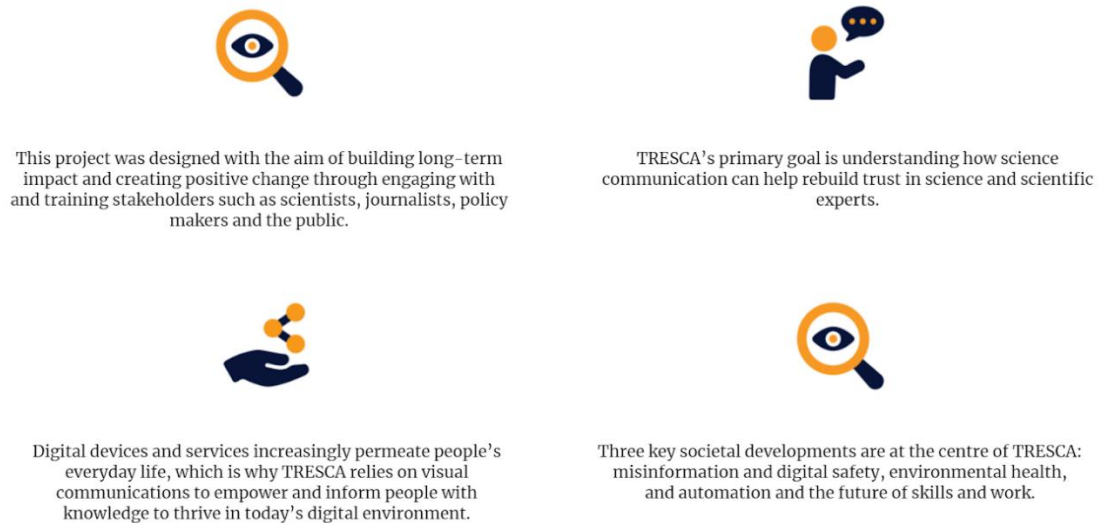 This project was designed with the aim of building long-term
impact and creating positive change through engaging with
and training stakeholders such as scientists, journalists, policy
makers and the public.
TRESCA’s primary goal is understanding how science
communication can help rebuild trust in science and scientific
experts.
Digital devices and services increasingly permeate people’s
everyday life, which is why TRESCA relies on visual
communications to empower and inform people with
knowledge to thrive in today’s digital environment.
Three key societal developments are at the centre of TRESCA:
misinformation and digital safety, environmental health,
and automation and the future of skills and work.